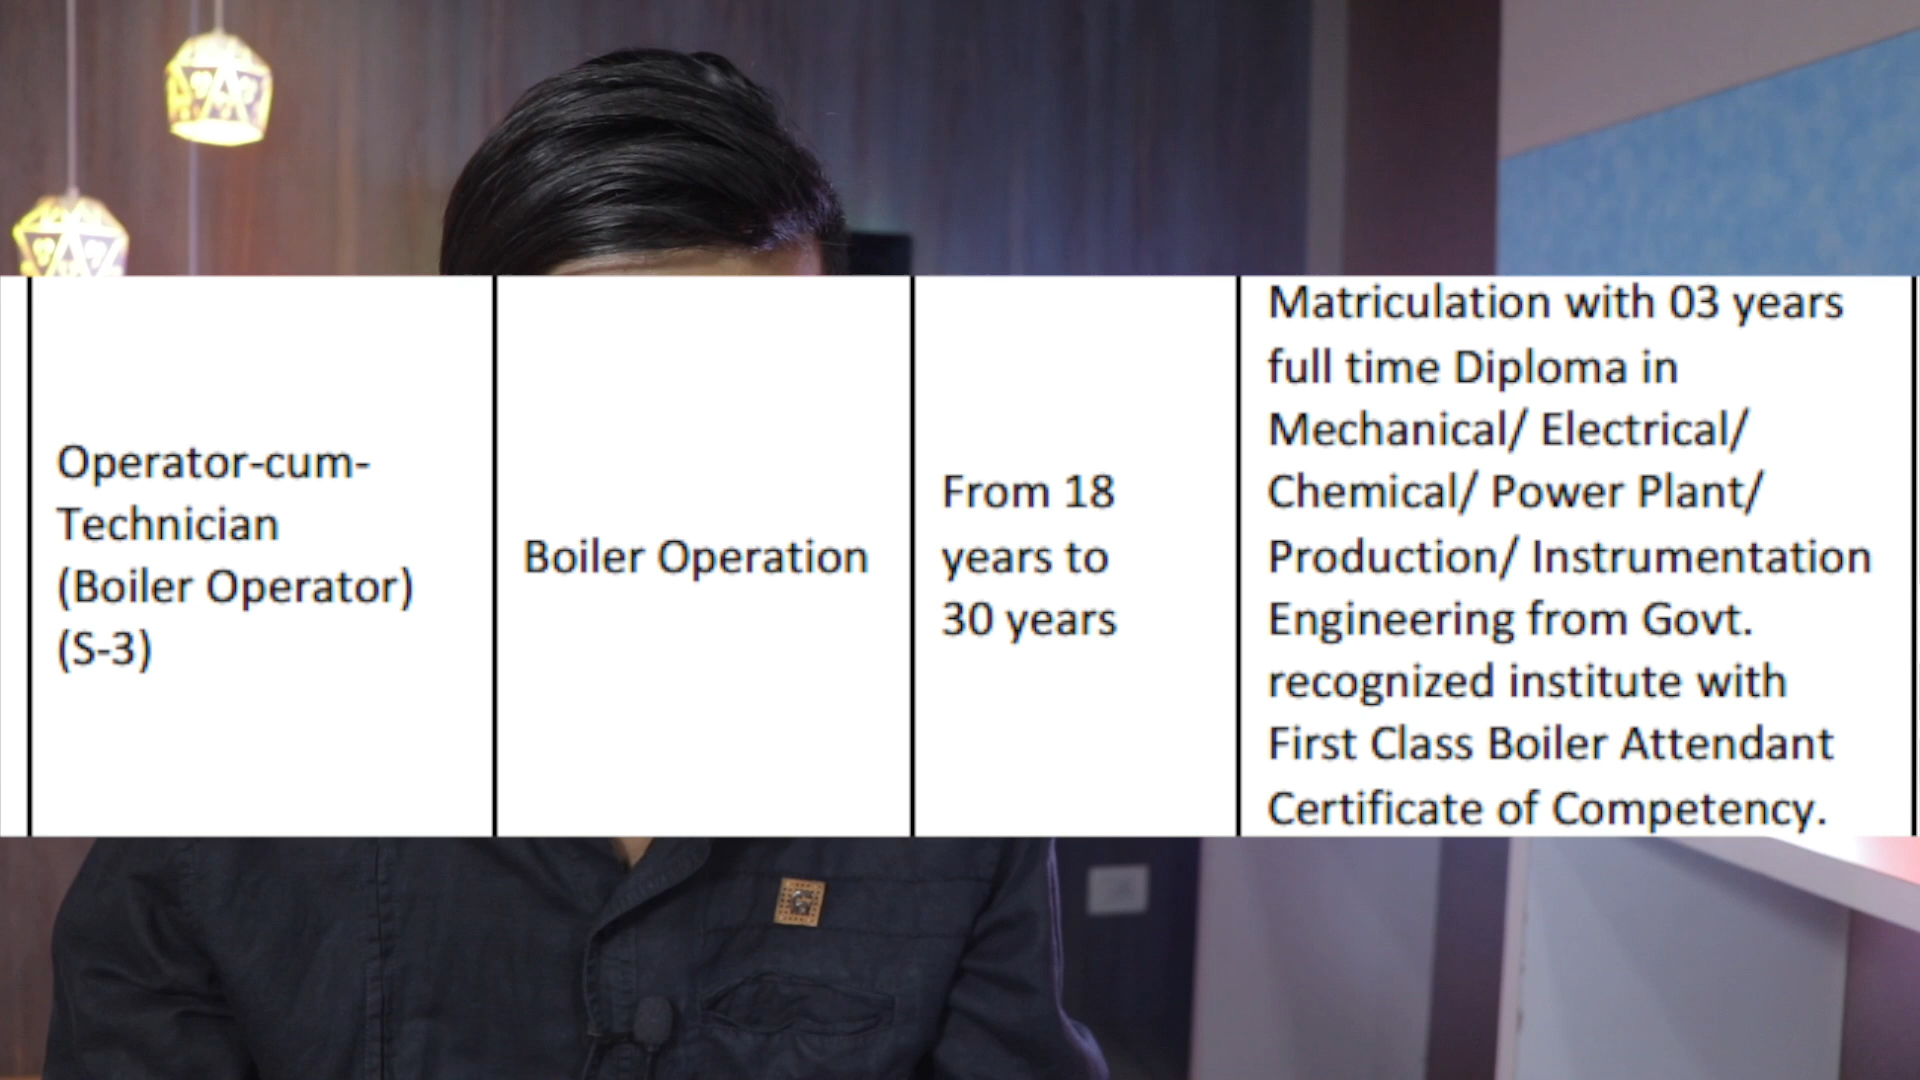 Operator-cum-
Technician
(Boiler Operator)
(S-3)
Boiler Operation
From 18
years to
30 years
Matriculation with 03 years
full time Diploma in
Mechanical/ Electrical/
Chemical/ Power Plant/
Production/ Instrumentation
Engineering from Govt.
recognized institute with
First Class Boiler Attendant
Certificate of Competency.